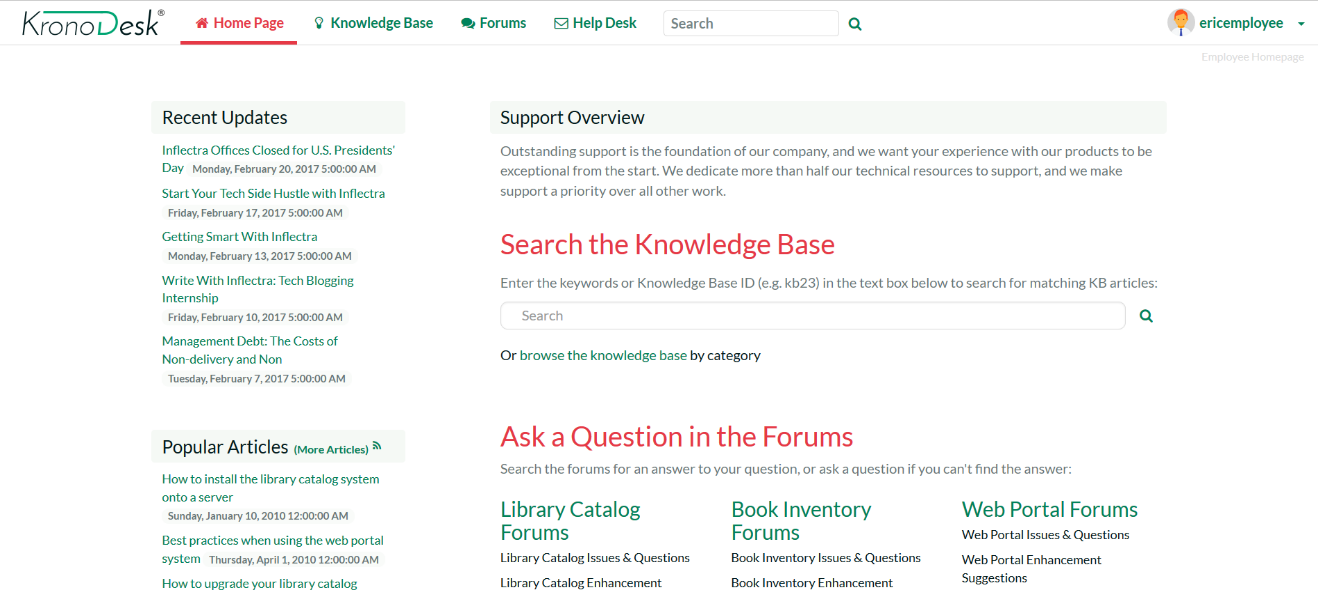 KronoDesk®
Home Page
Knowledge Base
Forums
Help Desk
Search
ericemployee
Employee Homepage
Recent Updates
Inflectra Offices Closed for U.S. Presidents'
Day Monday, February 20, 2017 5:00:00 AM
Start Your Tech Side Hustle with Inflectra
Friday, February 17, 2017 5:00:00 AM
Getting Smart With Inflectra
Monday, February 13, 2017 5:00:00 AM
Write With Inflectra: Tech Blogging
Internship
Friday, February 10, 2017 5:00:00 AM
Management Debt: The Costs of
Non-delivery and Non
Tuesday, February 7, 2017 5:00:00 AM
Popular Articles (More Articles)
How to install the library catalog system
onto a server
Sunday, January 10, 2010 12:00:00 AM
Best practices when using the web portal
system Thursday, April 1, 2010 12:00:00 AM
How to upgrade your library catalog
Support Overview
Outstanding support is the foundation of our company, and we want your experience with our products to be
exceptional from the start. We dedicate more than half our technical resources to support, and we make
support a priority over all other work.
Search the Knowledge Base
Enter the keywords or Knowledge Base ID (e.g. kb23) in the text box below to search for matching KB articles:
Search
Or browse the knowledge base by category
Ask a Question in the Forums
Search the forums for an answer to your question, or ask a question if you can't find the answer:
Library Catalog
Forums
Library Catalog Issues & Questions
Library Catalog Enhancement
Book Inventory
Forums
Book Inventory Issues & Questions
Book Inventory Enhancement
Web Portal Forums
Web Portal Issues & Questions
Web Portal Enhancement
Suggestions